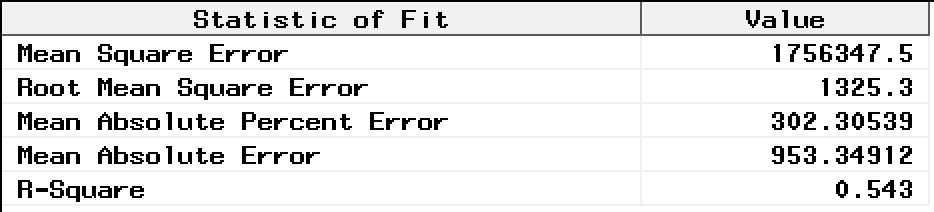 Statistic of Fit Value
Mean Square Error 1756347.5
Root Mean Square Error 1325.3
Mean Absolute Percent Error 302.30539
Mean Absolute Error 953.34912
R-Square 0.543